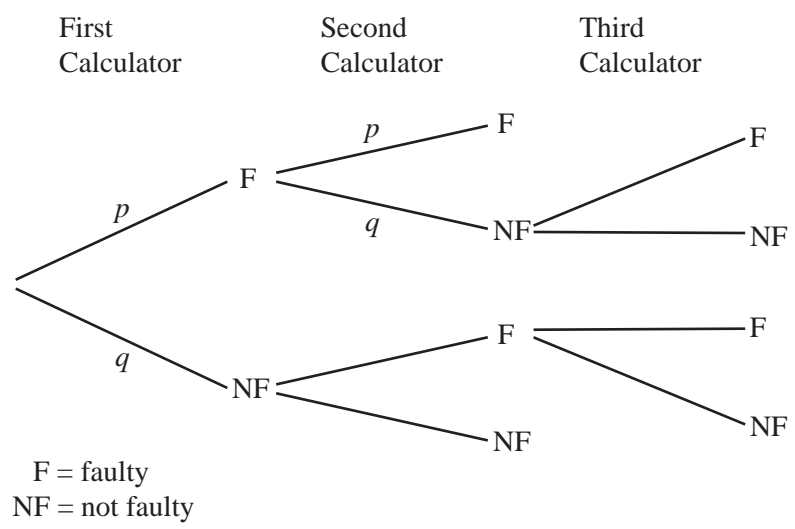 First
Calculator
Second
Calculator
Third
Calculator
p
F
p
F
q
NF
F
NF
q
NF
F
F
NF
NF
F = faulty
NF = not faulty